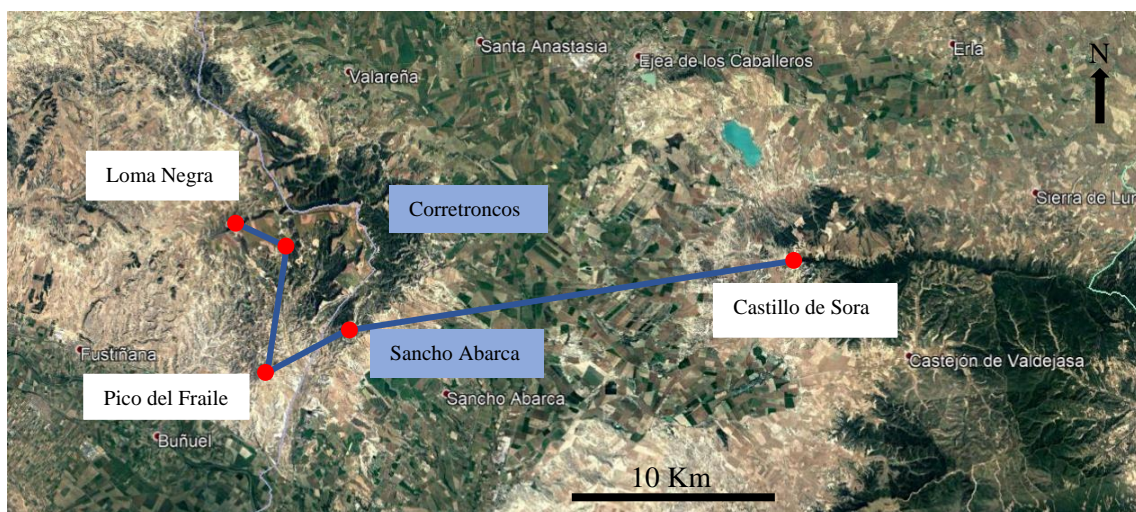 Santa Anastasia
Ejea de los Caballeros
Erla
N
Valareña
Loma Negra
Corretroncos
Sierra de Lun
Castillo de Sora
Sancho Abarca
Fustiñana
Castejón de Valdejasa
Pico del Fraile
Sancho Abarca
Buñuel
10 Km